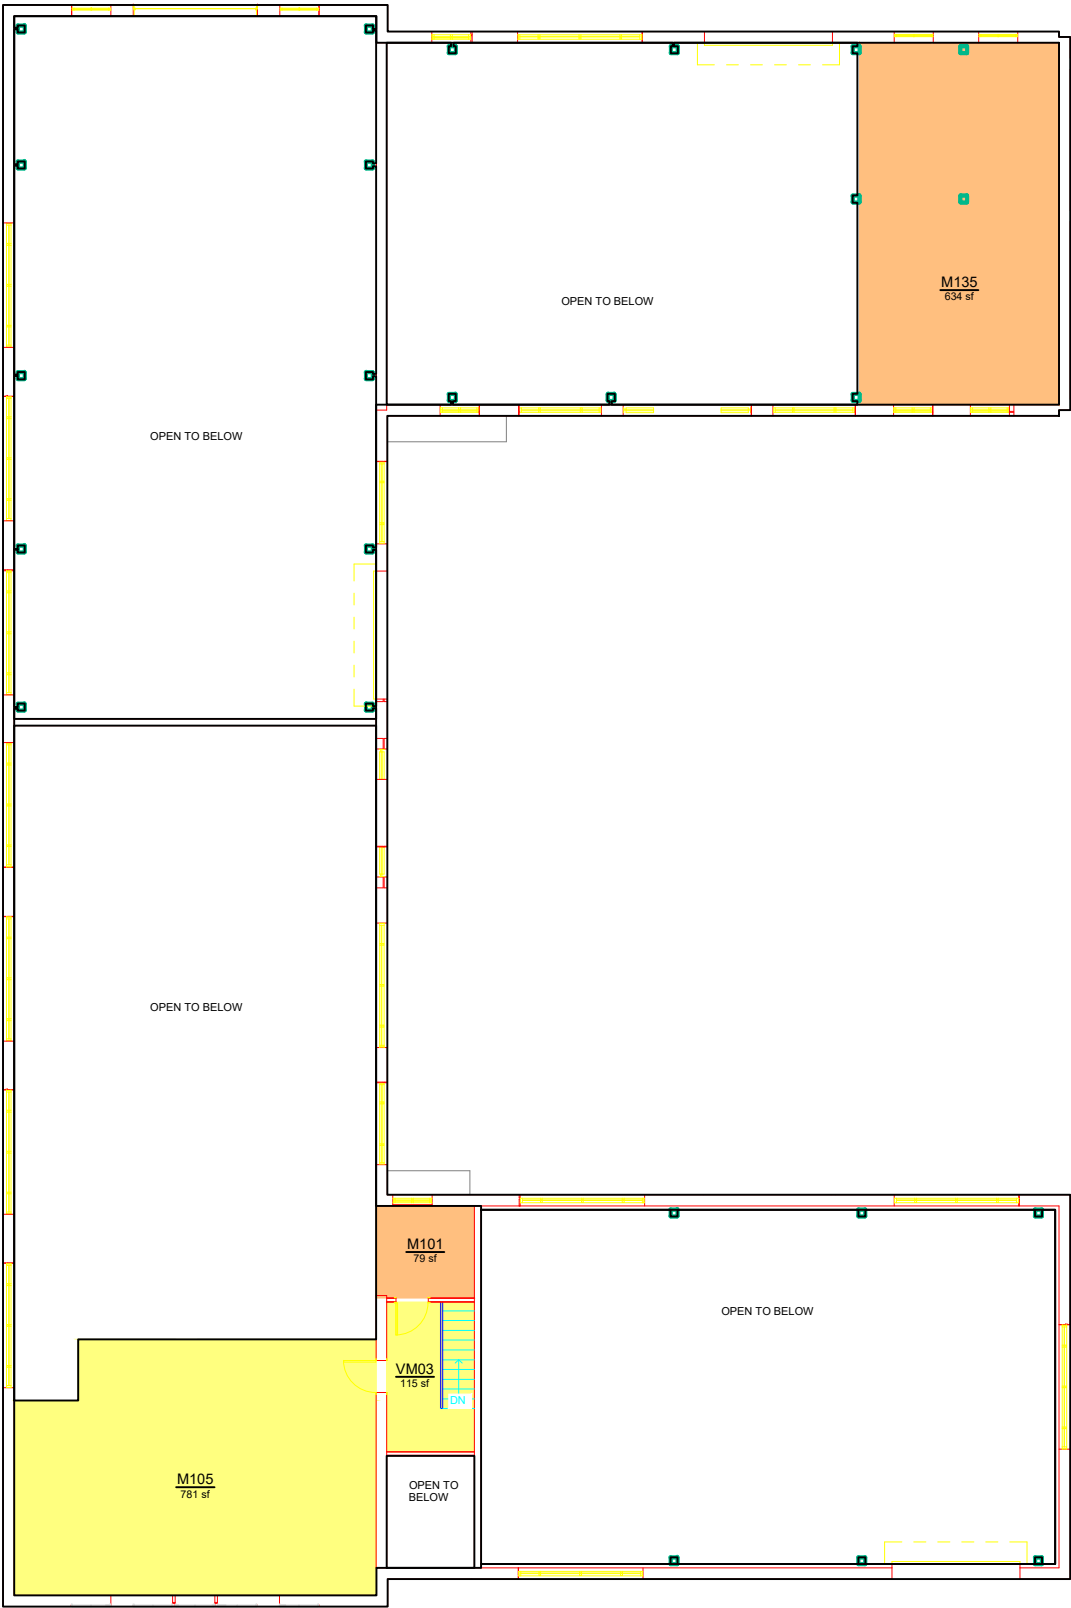 M135
634 sf
OPEN TO BELOW
OPEN TO BELOW
OPEN TO BELOW
M101
79 sf
OPEN TO BELOW
VM03
115 sf
DN
M105
781 sf
OPEN TO
BELOW